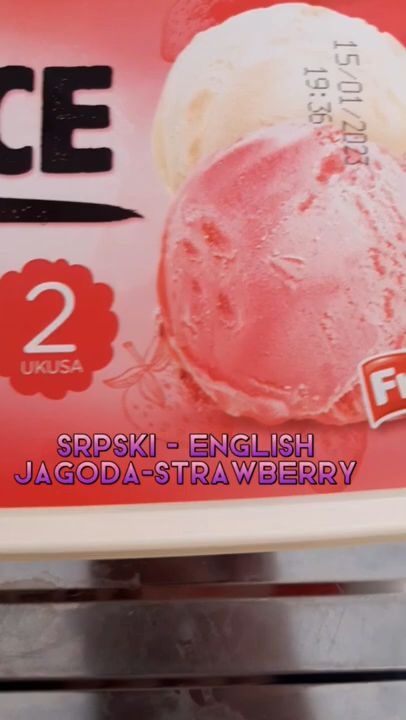 CE
15/01/2023
19:36
2
UKUSA
SRPSKI - ENGLISH
JAGODA-STRAWBERRY